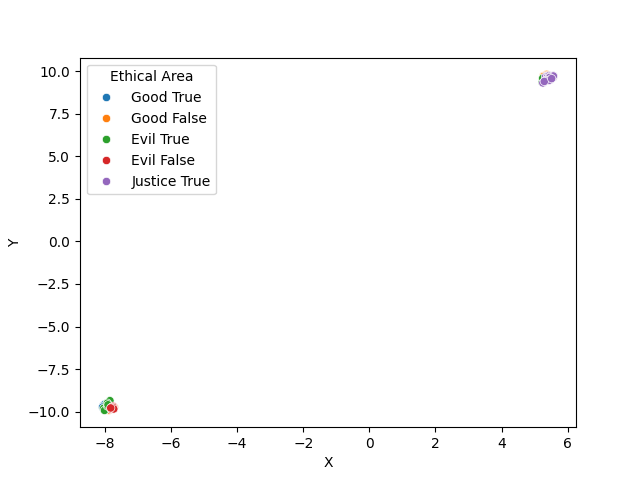 Ethical Area
Good True
Good False
Evil True
Evil False
Justice True
10.0
7.5
5.0
2.5
0.0
−2.5
−5.0
−7.5
−10.0
Y
−8 −6 −4 −2 0 2 4 6
X